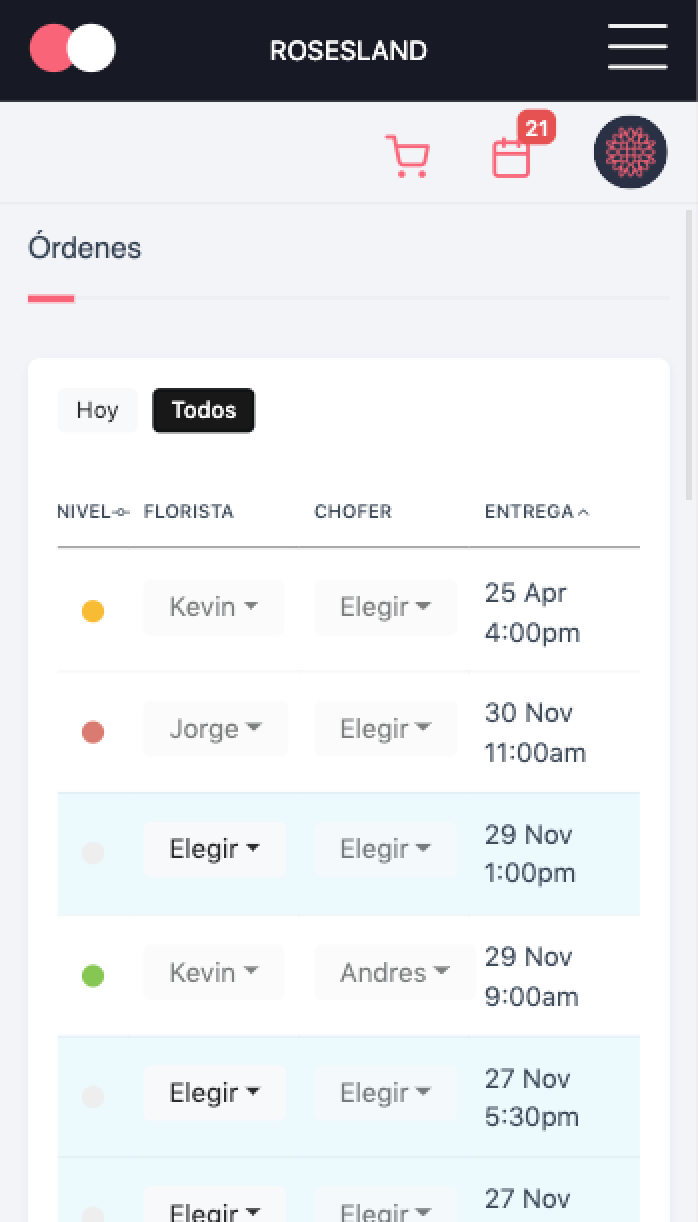 ROSESLAND
21
Órdenes
Hoy Todos
NIVEL FLORISTA CHOFER ENTREGA
Kevin Elegir 25 Apr
4:00pm
Jorge Elegir 30 Nov
11:00am
Elegir Elegir 29 Nov
1:00pm
Kevin Andres 29 Nov
9:00am
Elegir Elegir 27 Nov
5:30pm
Elegir Elegir 27 Nov